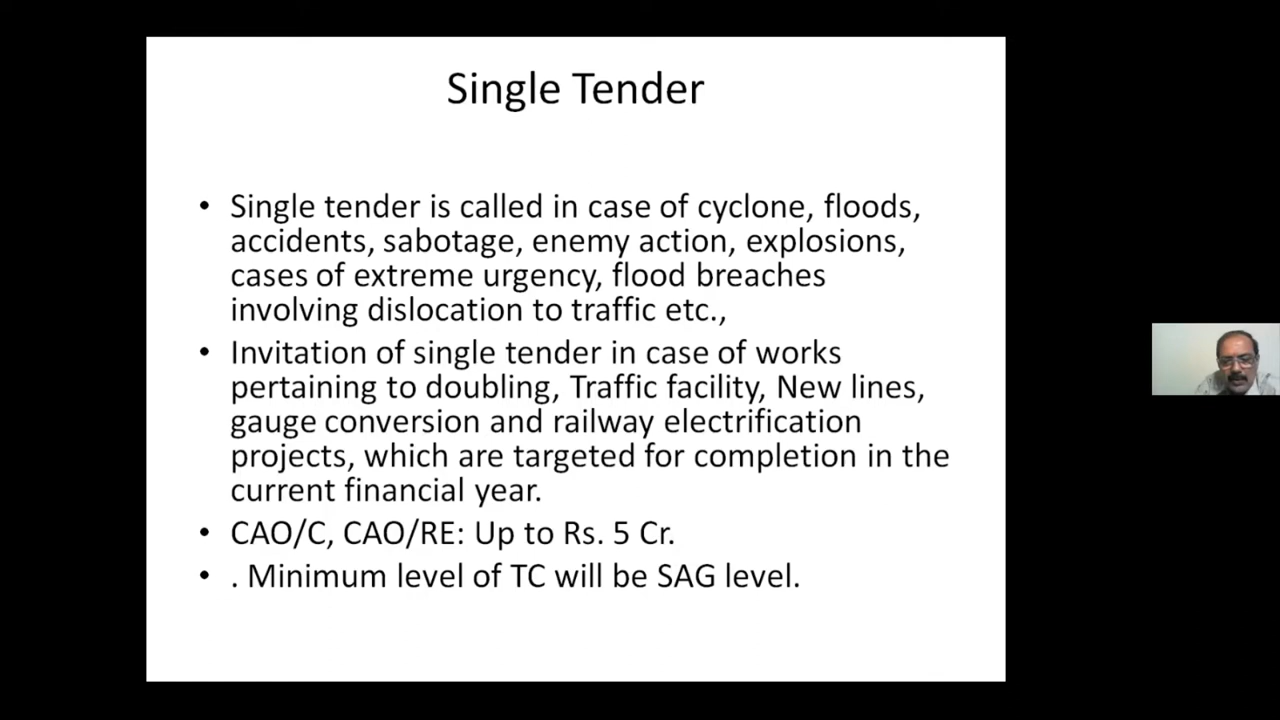 Single Tender
• Single tender is called in case of cyclone, floods,
accidents, sabotage, enemy action, explosions,
cases of extreme urgency, flood breaches
involving dislocation to traffic etc.,
• Invitation of single tender in case of works
pertaining to doubling, Traffic facility, New lines,
gauge conversion and railway electrification
projects, which are targeted for completion in the
current financial year.
• CAO/C, CAO/RE: Up to Rs. 5 Cr.
• . Minimum level of TC will be SAG level.